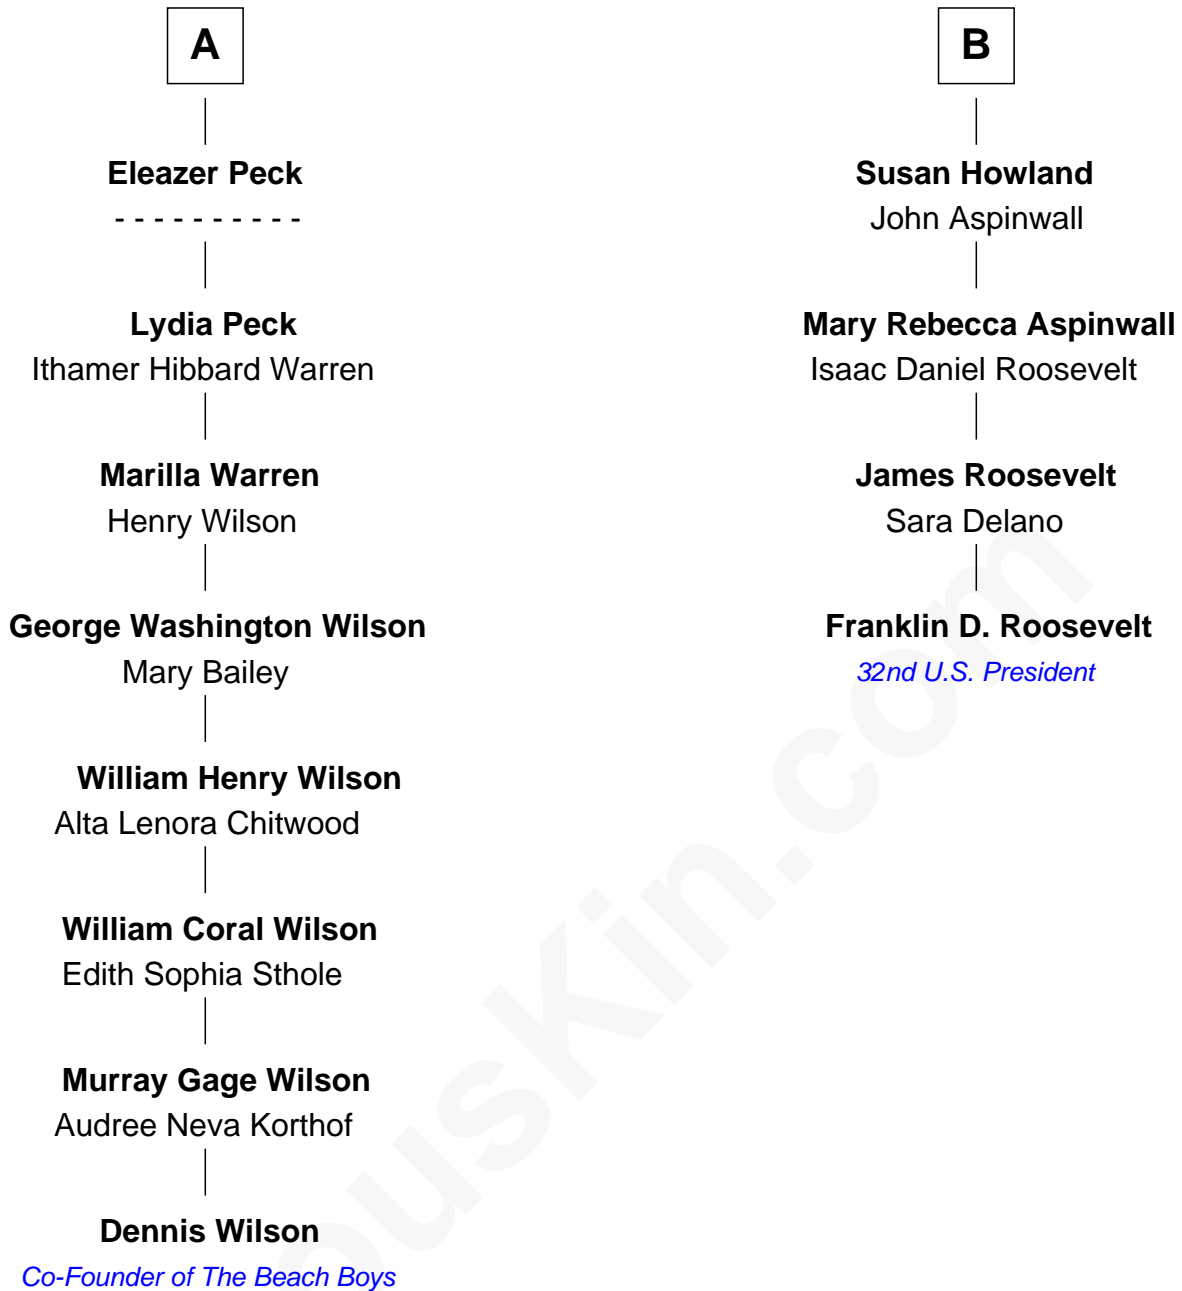 A
Eleazer Peck
- - - - - - - - - -
Lydia Peck
Ithamer Hibbard Warren
Marilla Warren
Henry Wilson
George Washington Wilson
Mary Bailey
William Henry Wilson
Alta Lenora Chitwood
William Coral Wilson
Edith Sophia Sthole
Murray Gage Wilson
Audree Neva Korthof
Dennis Wilson
Co-Founder of The Beach Boys
B
Susan Howland
John Aspinwall
Mary Rebecca Aspinwall
Isaac Daniel Roosevelt
James Roosevelt
Sara Delano
Franklin D. Roosevelt
32nd U.S. President
ousKin.com